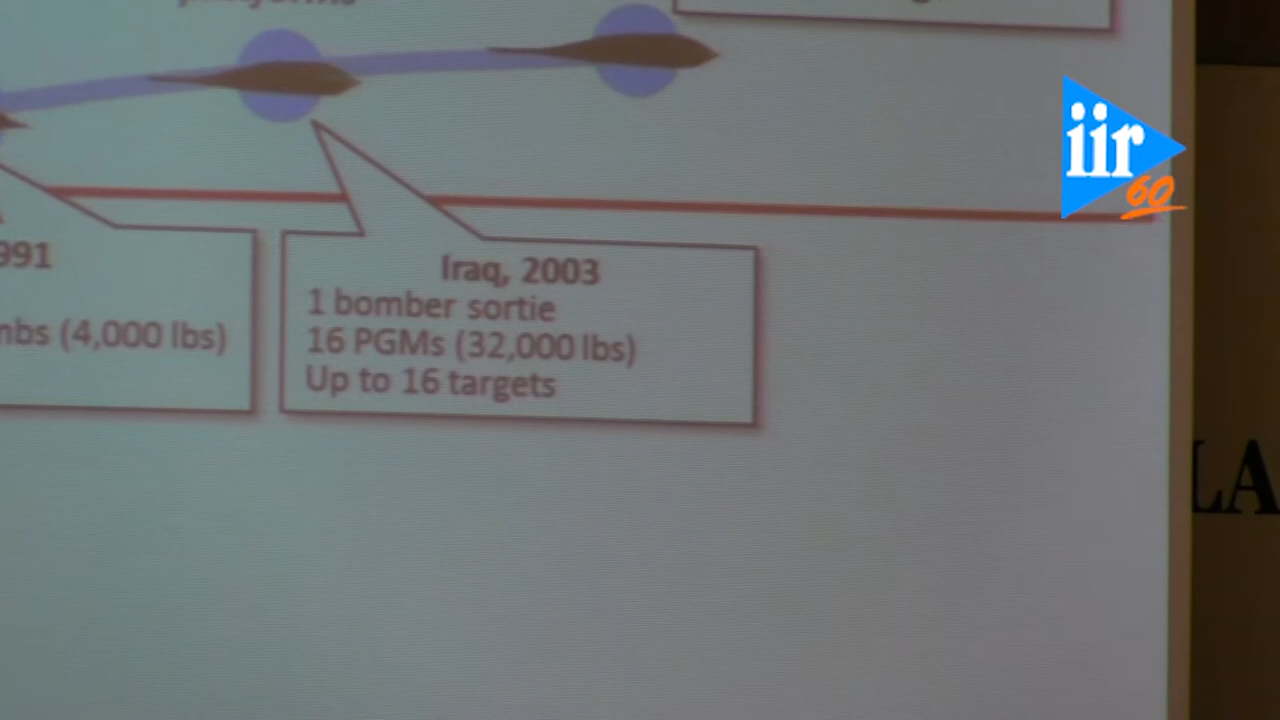 platforms
iir
60
991
mbs (4,000 lbs)
Iraq, 2003
1 bomber sortie
16 PGMs (32,000 lbs)
Up to 16 targets
LA